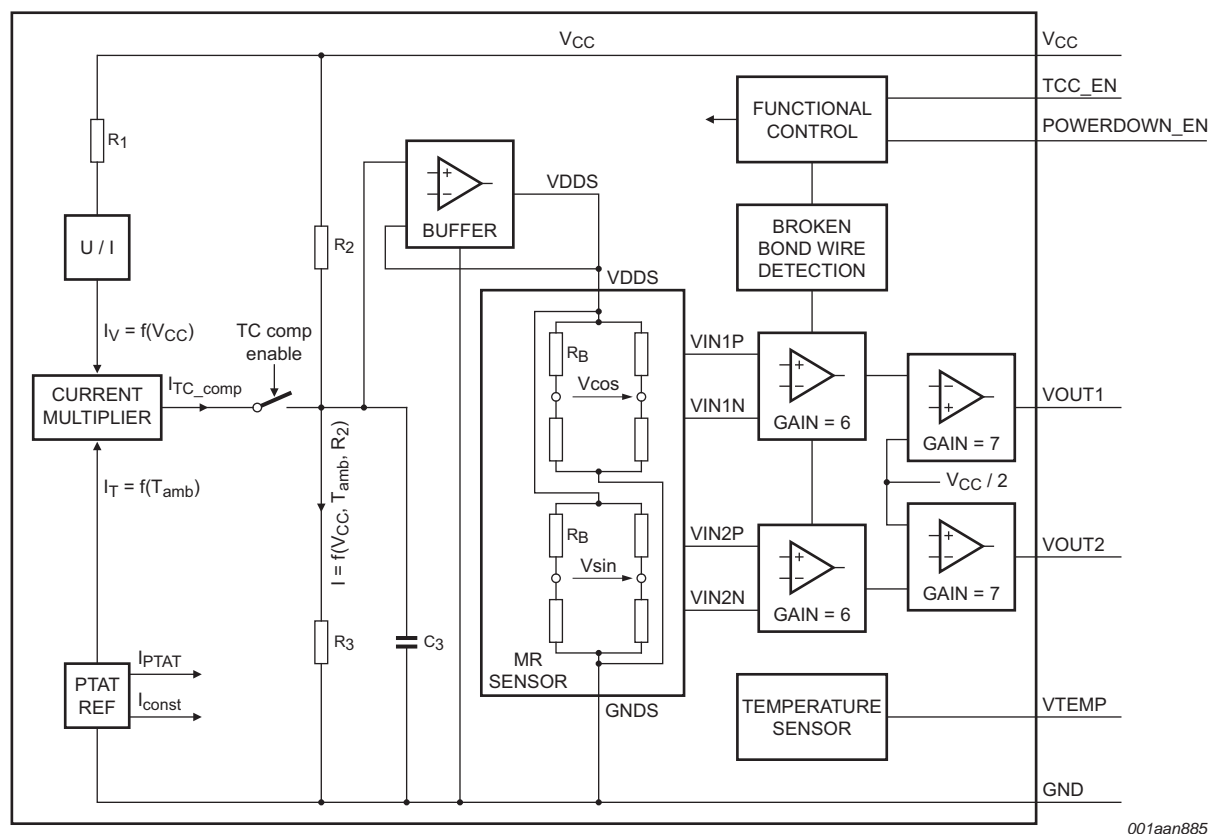 VCC
VCC
TCC_EN
POWERDOWN_EN
FUNCTIONAL
CONTROL
R1
VDDS
+
−
BUFFER
BROKEN
BOND WIRE
DETECTION
U / I
R2
VDDS
IV = f(VCC)
TC comp
enable
RB
Vcos
VIN1P
VIN1N
+
−
GAIN = 6
−
+
GAIN = 7
VOUT1
CURRENT
MULTIPLIER
ITC_comp
IT = f(Tamb)
I = f(VCC, Tamb, R2)
VCC / 2
RB
Vsin
VIN2P
VIN2N
+
−
GAIN = 6
+
−
GAIN = 7
VOUT2
R3
C3
MR
SENSOR
GNDS
PTAT
REF
IPTAT
Iconst
TEMPERATURE
SENSOR
VTEMP
GND
001aan885